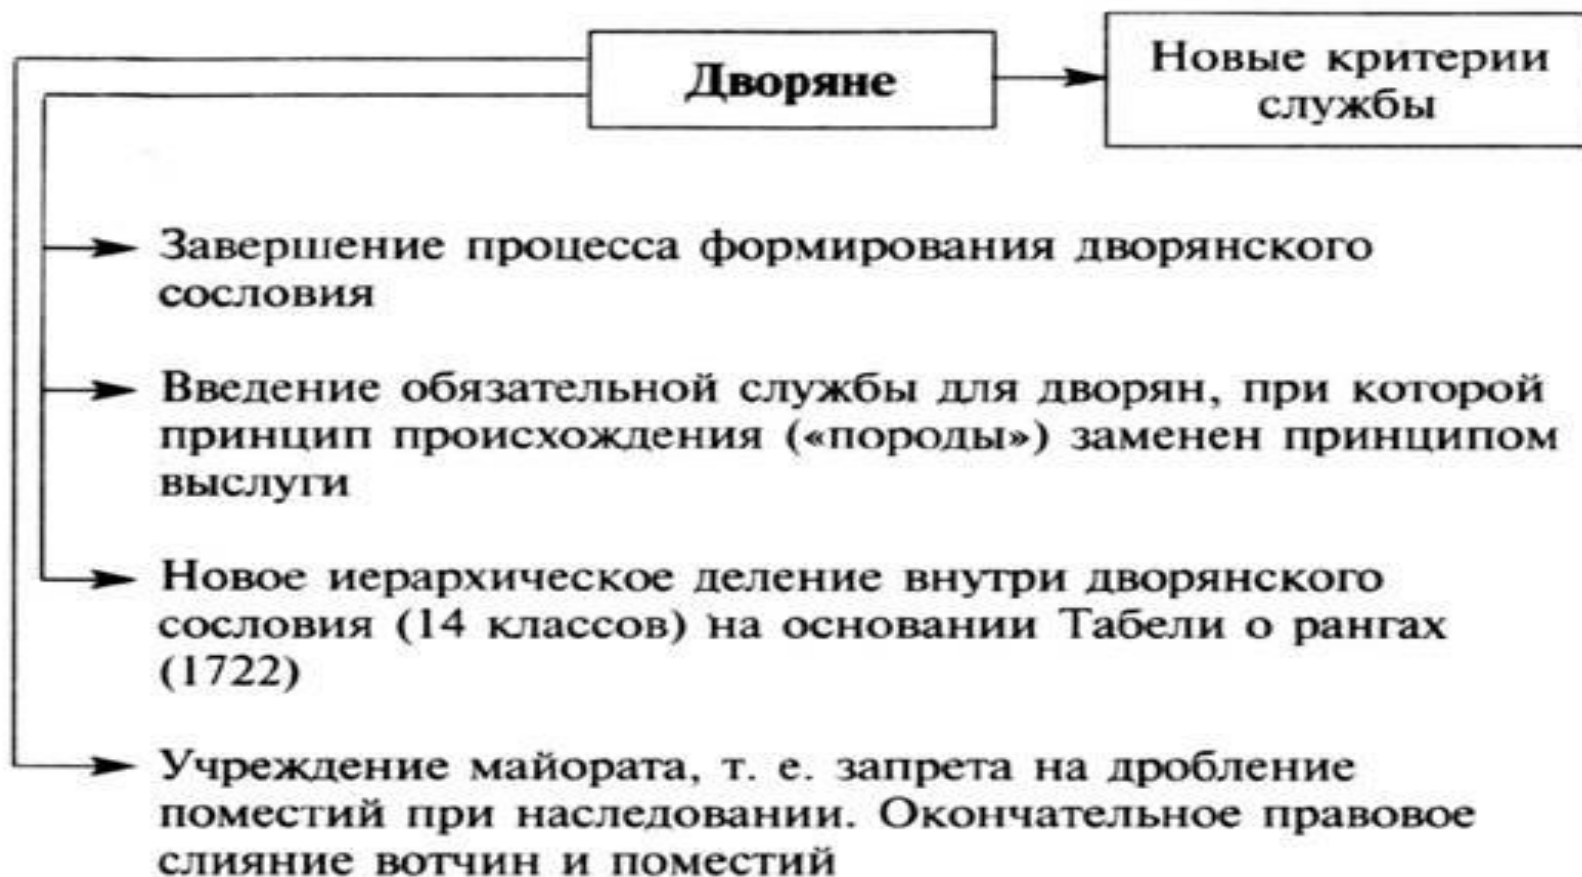 Дворяне
Новые критерии
службы
Завершение процесса формирования дворянского
сословия
Введение обязательной службы для дворян, при которой
принцип происхождения («породы») заменен принципом
выслуги
Новое иерархическое деление внутри дворянского
сословия (14 классов) на основании Табели о рангах
(1722)
Учреждение майората, т. е. запрета на дробление
поместий при наследовании. Окончательное правовое
слияние вотчин и поместий